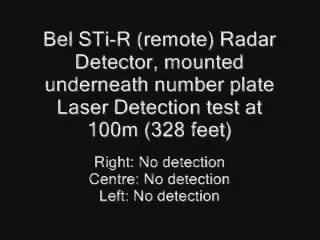 Bel STi-R (remote) Radar
Detector, mounted
underneath number plate
Laser Detection test at
100m (328 feet)
Right: No detection
Centre: No detection
Left: No detection